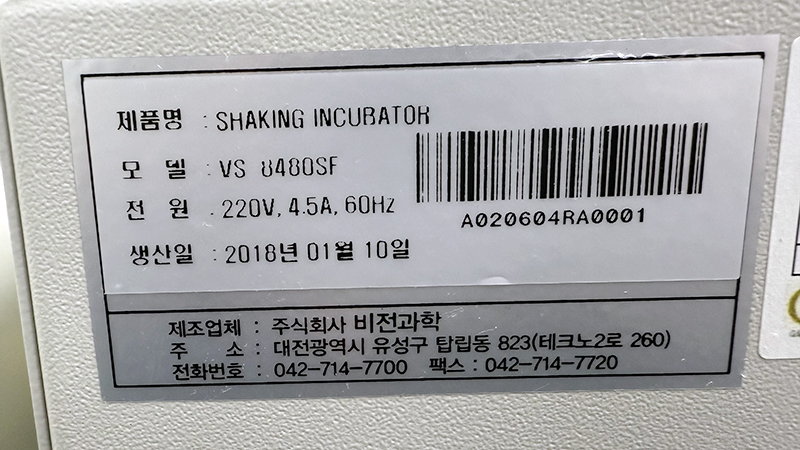 제품명 : SHAKING INCUBATOR
모 델 : VS 8480SF
전 원 : 220V, 4.5A, 60Hz
A020604RA0001
생산일 : 2018년 01월 10일
제조업체 : 주식회사 비전과학
주 소 : 대전광역시 유성구 탑립동 823(테크노2로 260)
전화번호 : 042-714-7700 팩스 : 042-714-7720